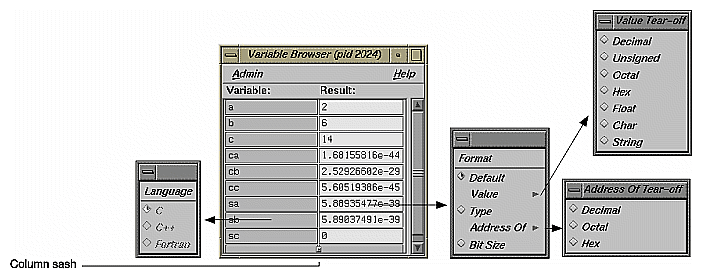 Value Tear-off
Decimal
Unsigned
Octal
Hex
Float
Char
String
Variable Browser (pid 2024)
Admin Help
Variable: Result:
a 2
b 6
c 14
ca 1.68155816e-44
cb 2.52926602e-29
cc 5.60519386e-45
sa 5.88935477e-39
sb 5.89037491e-39
sc 0
Language
C
C++
Fortran
Format
Default
Value
Type
Address Of
Bit Size
Address Of Tear-off
Decimal
Octal
Hex
Column sash